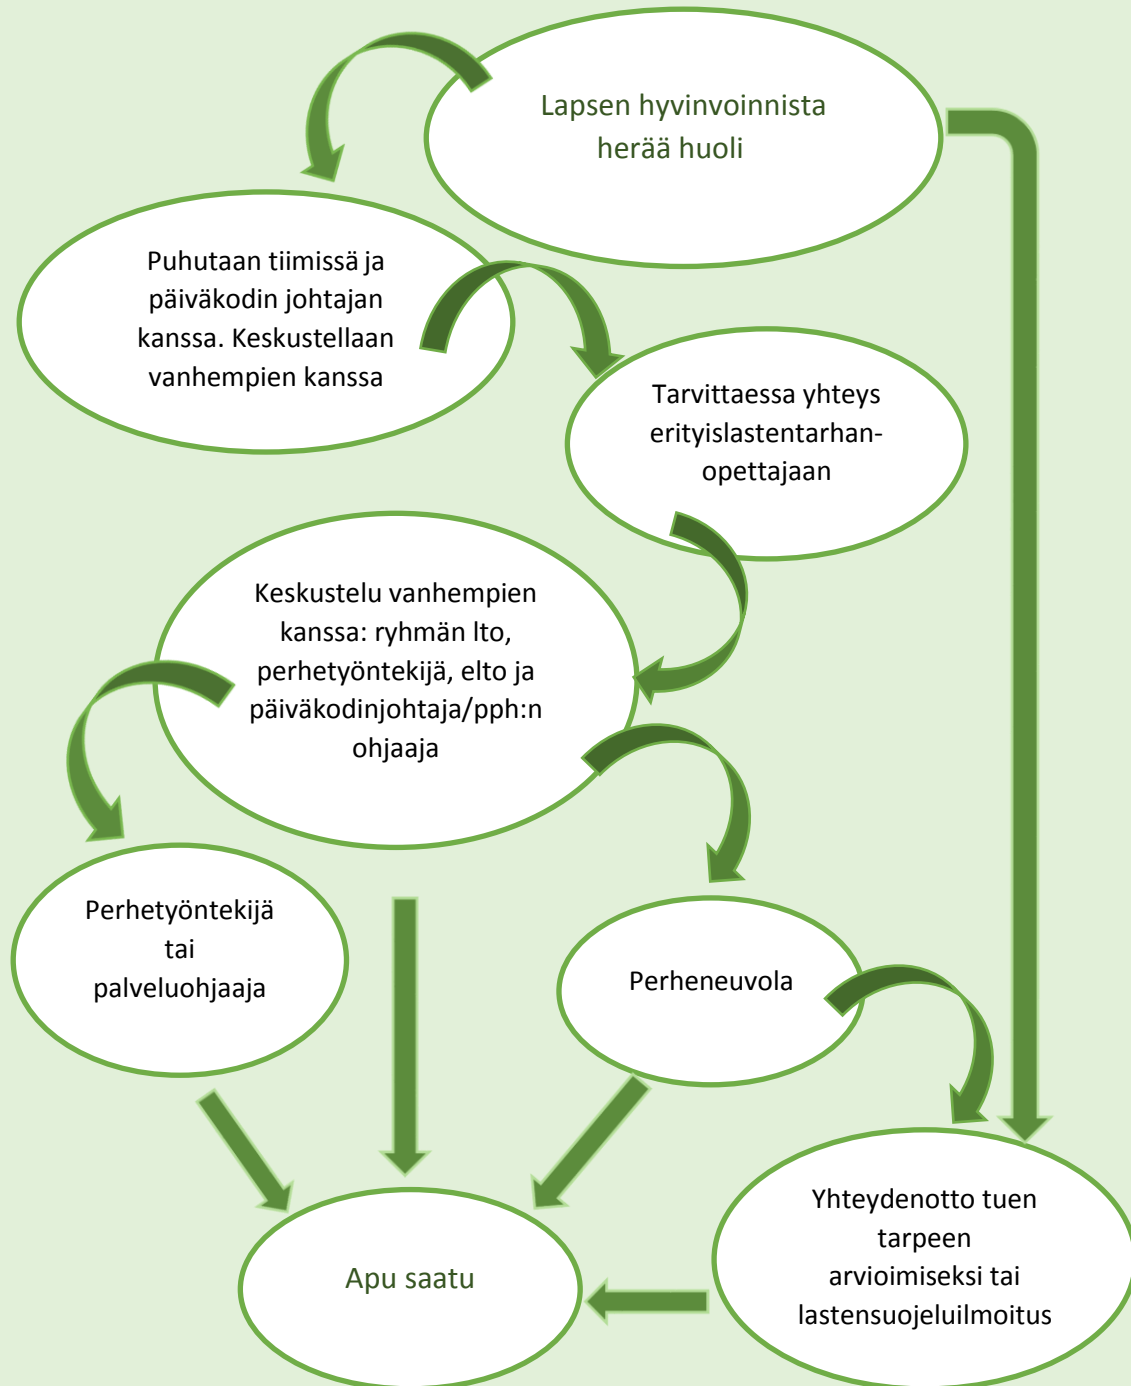 Lapsen hyvinvoinnista
herää huoli
Puhutaan tiimissä ja
päiväkodin johtajan
kanssa. Keskustellaan
vanhempien kanssa
Tarvittaessa yhteys
erityislastentarhan-
opettajaan
Keskustelu vanhempien
kanssa: ryhmän lto,
perhetyöntekijä, elto ja
päiväkodinjohtaja/pph:n
ohjaaja
Perhetyöntekijä
tai
palveluohjaaja
Perheneuvola
Yhteydenotto tuen
tarpeen
arvioimiseksi tai
lastensuojeluilmoitus
Apu saatu